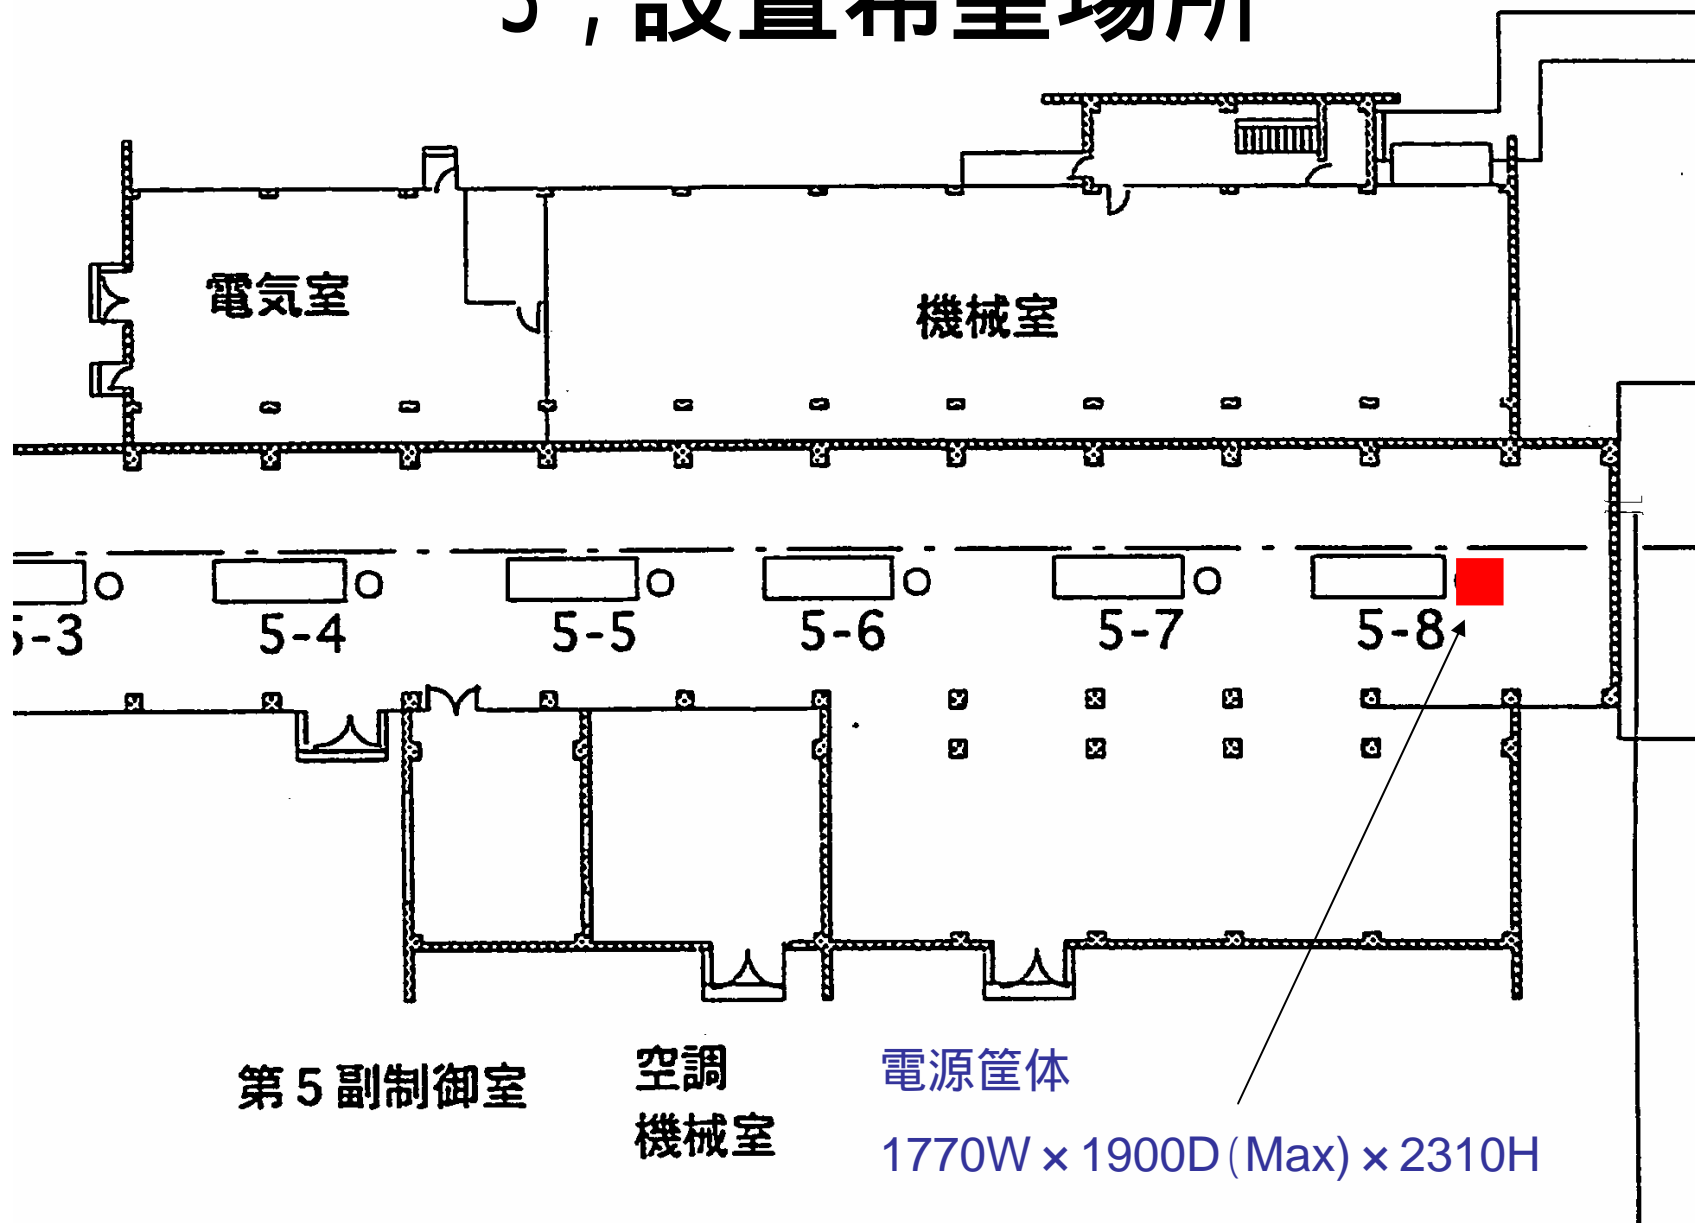 5 , 設置希望場所
電気室
機械室
5-3
5-4
5-5
5-6
5-7
5-8
第5副制御室
空調
機械室
電源筐体
1770W × 1900D(Max) × 2310H